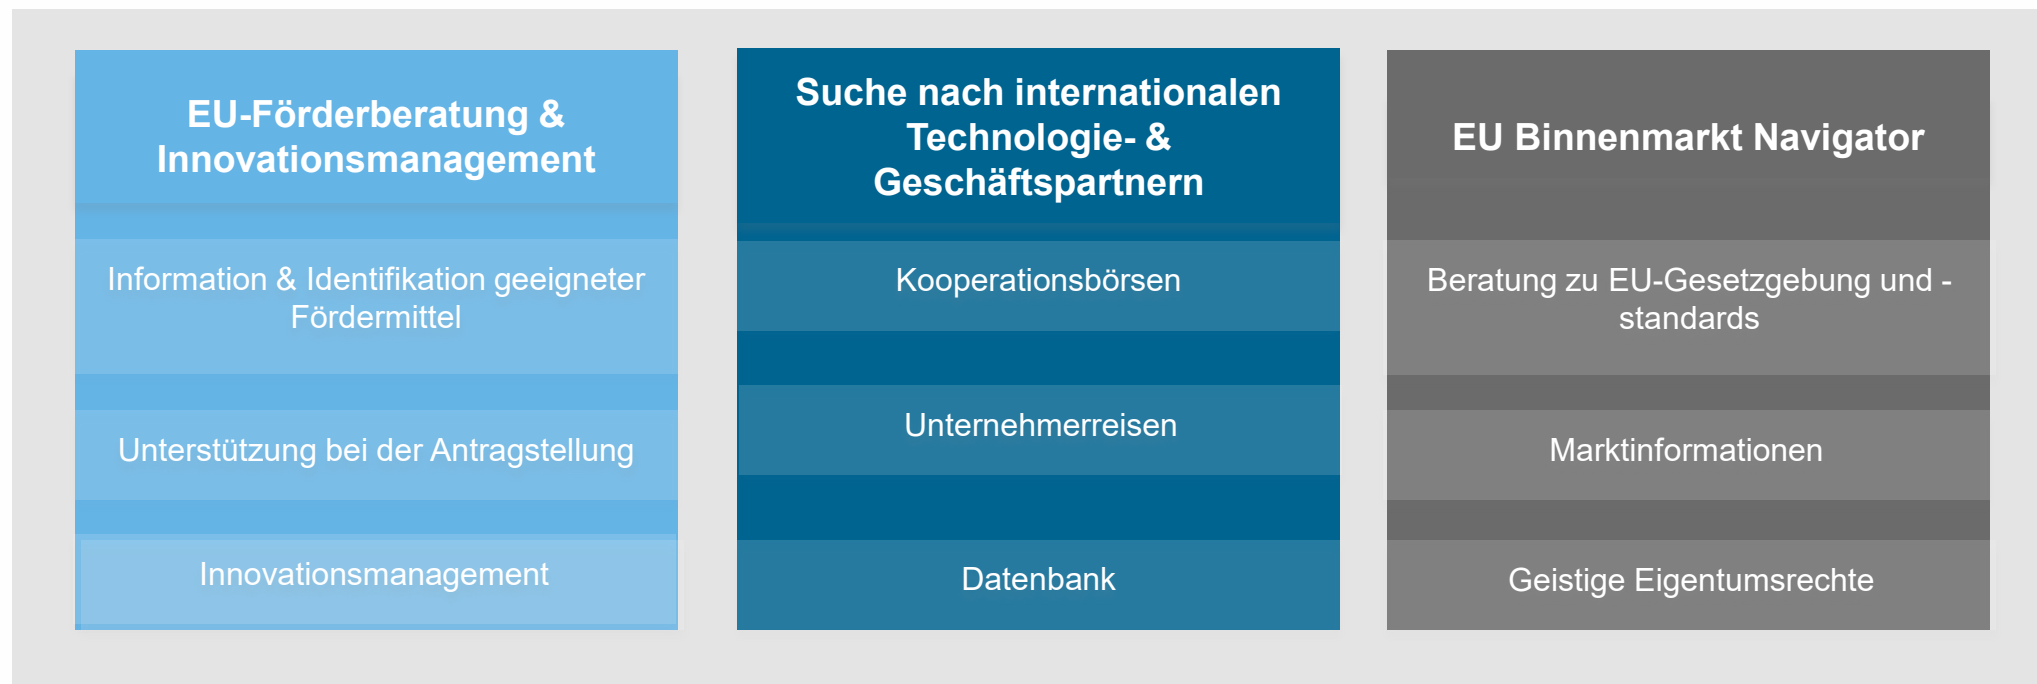 EU-Förderberatung &
Innovationsmanagement
Information & Identifikation geeigneter
Fördermittel
Unterstützung bei der Antragstellung
Innovationsmanagement
Suche nach internationalen
Technologie- &
Geschäftspartnern
Kooperationsbörsen
Unternehmerreisen
Datenbank
EU Binnenmarkt Navigator
Beratung zu EU-Gesetzgebung und -
standards
Marktinformationen
Geistige Eigentumsrechte